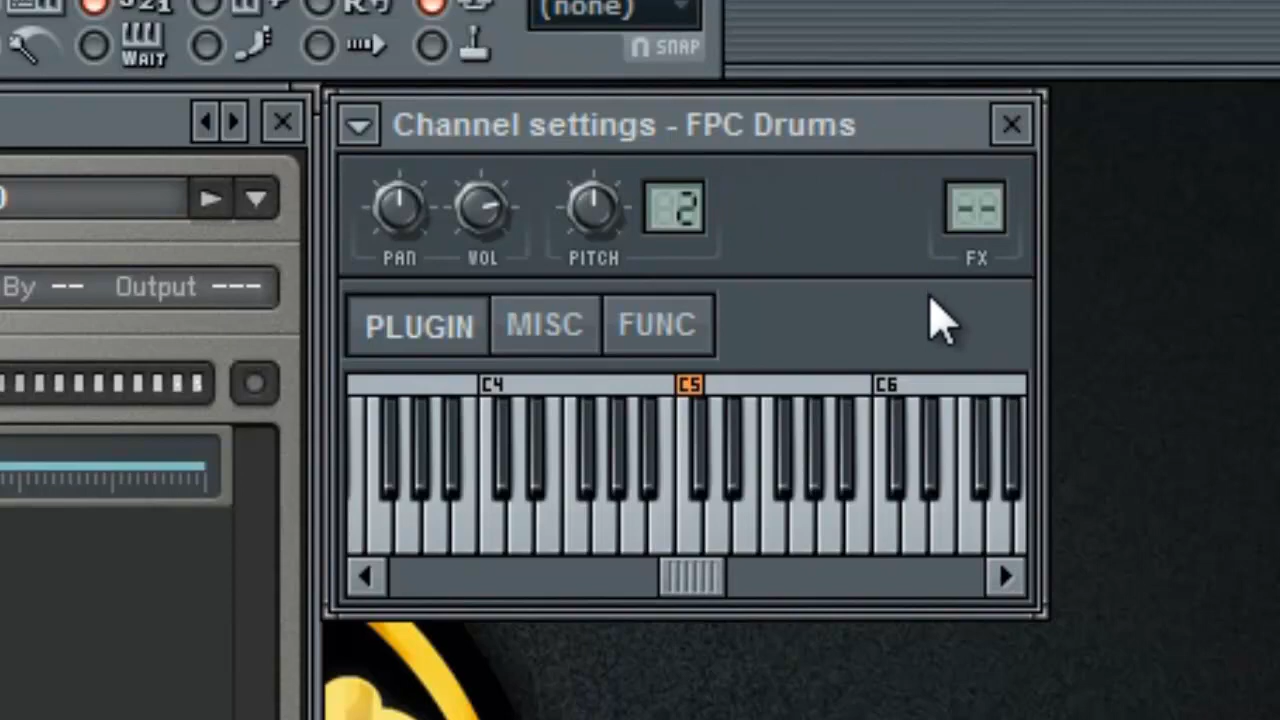 (none)
WAIT
SNAP
Channel settings - FPC Drums
2
--
PAN
VOL
PITCH
FX
By -- Output ---
PLUGIN
MISC
FUNC
C4
C5
C6